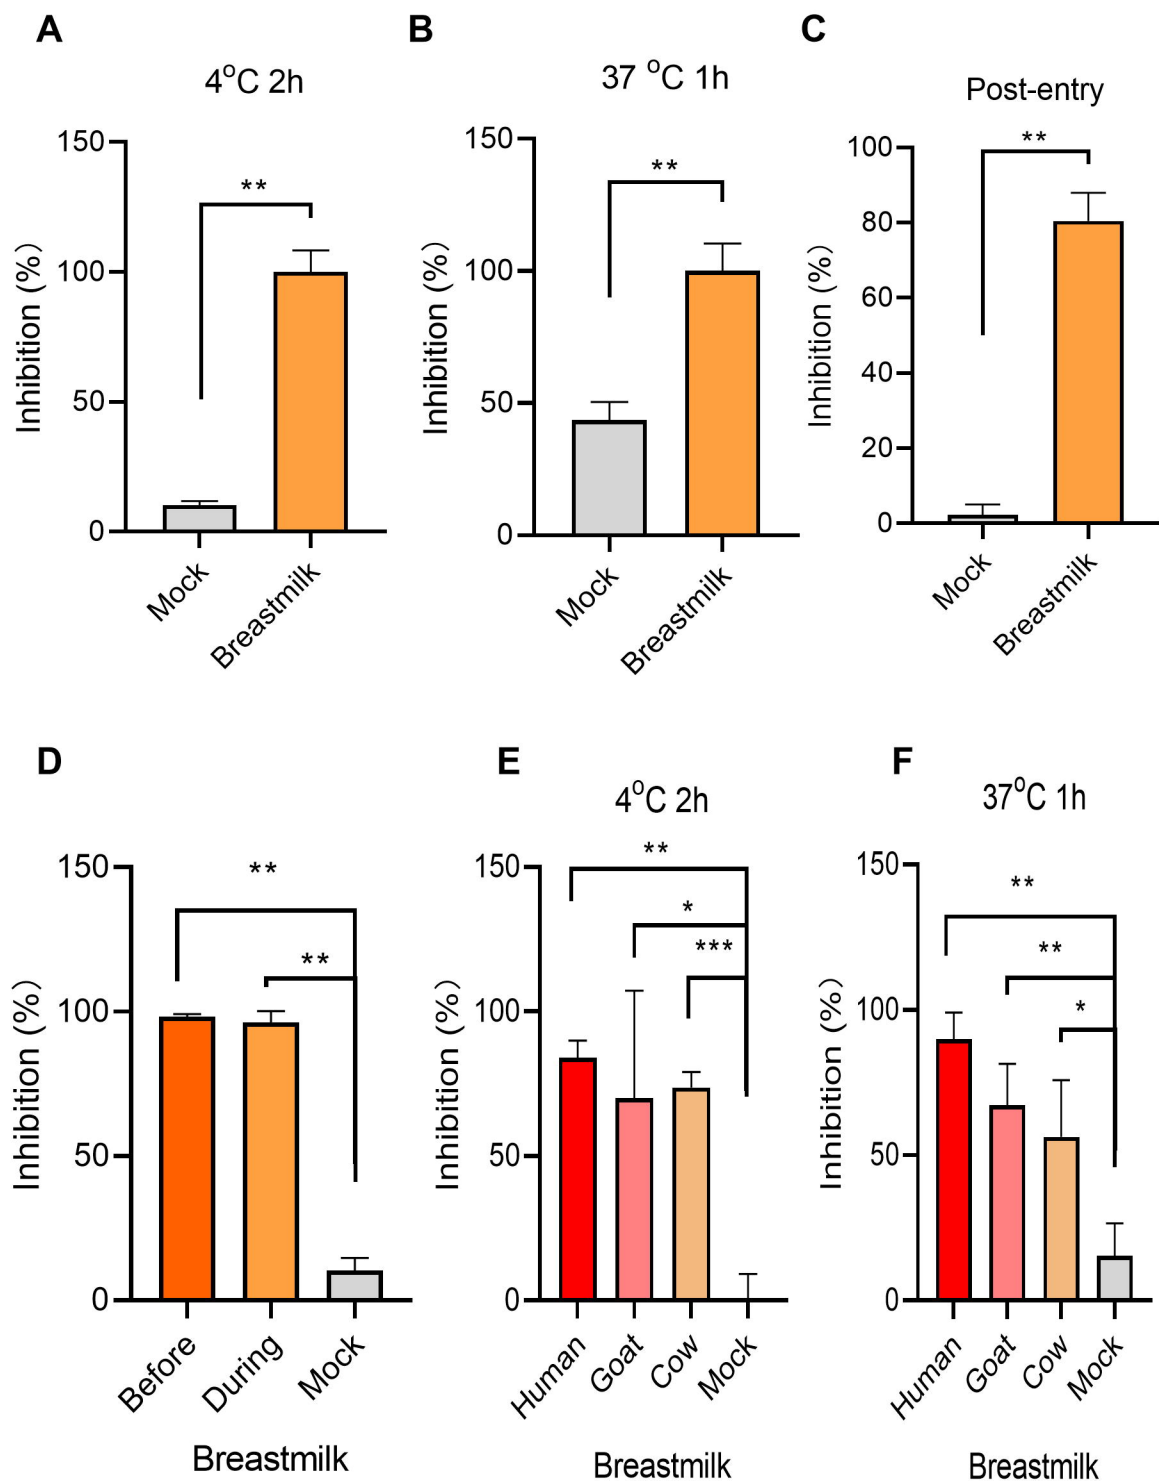 A
4°C 2h
150
100
50
0
Inhibition (%)
**
Mock
Breastmilk
B
37 °C 1h
150
100
50
0
Inhibition (%)
**
Mock
Breastmilk
C
Post-entry
100
80
60
40
20
0
Inhibition (%)
**
Mock
Breastmilk
D
150
100
50
0
Inhibition (%)
**
**
Before
During
Mock
Breastmilk
E
4°C 2h
150
100
50
0
Inhibition (%)
**
*
***
Human
Goat
Cow
Mock
Breastmilk
F
37°C 1h
150
100
50
0
Inhibition (%)
**
**
*
Human
Goat
Cow
Mock
Breastmilk